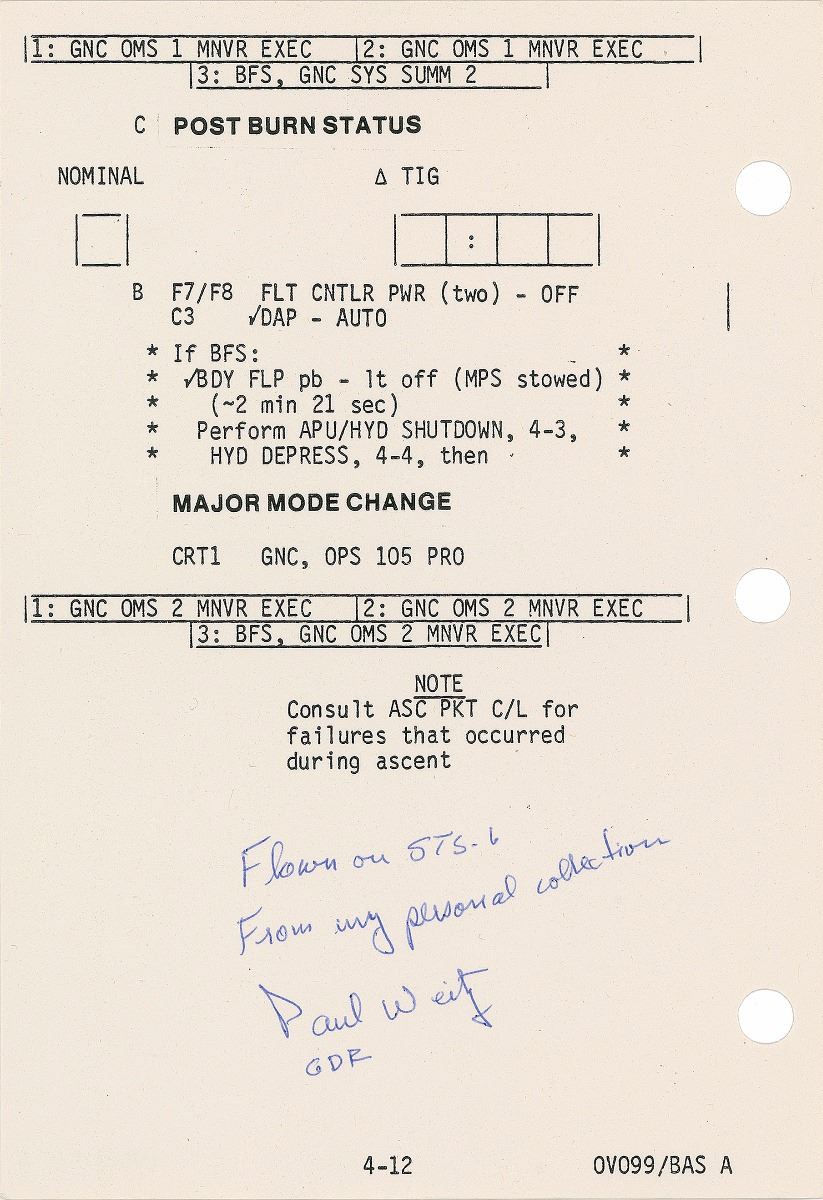 1: GNC OMS 1 MNVR EXEC 2: GNC OMS 1 MNVR EXEC
3: BFS, GNC SYS SUMM 2
C POST BURN STATUS
NOMINAL Δ TIG
:
B F7/F8 FLT CNTLR PWR (two) - OFF
C3 √DAP - AUTO
* If BFS: *
* √BDY FLP pb - lt off (MPS stowed) *
* (~2 min 21 sec) *
* Perform APU/HYD SHUTDOWN, 4-3, *
* HYD DEPRESS, 4-4, then *
MAJOR MODE CHANGE
CRT1 GNC, OPS 105 PRO
1: GNC OMS 2 MNVR EXEC 2: GNC OMS 2 MNVR EXEC
3: BFS, GNC OMS 2 MNVR EXEC
NOTE
Consult ASC PKT C/L for
failures that occurred
during ascent
Flown on STS-6
From my personal collection
Paul Weitz
CDR
4-12 OV099/BAS A